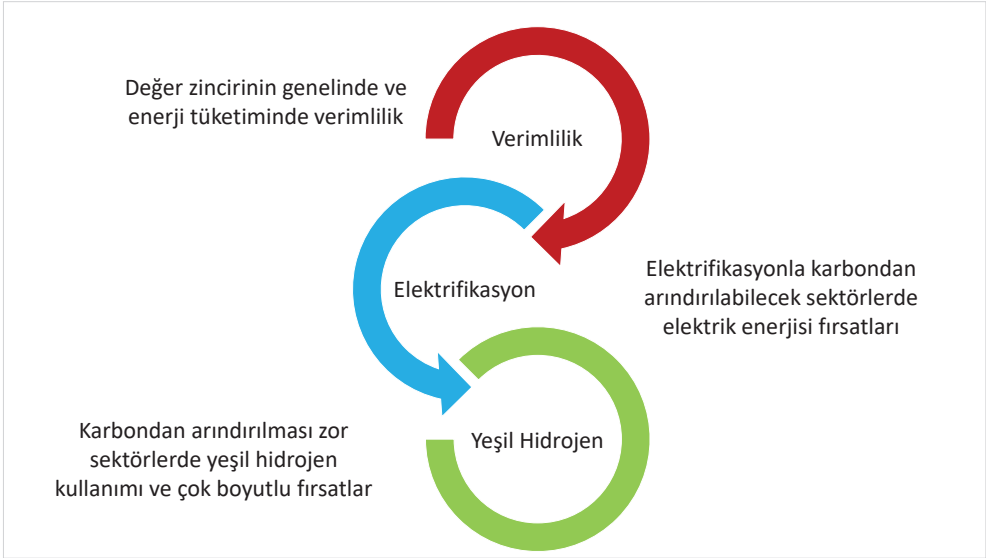 Değer zincirinin genelinde ve
enerji tüketiminde verimlilik
Verimlilik
Elektrifikasyon
Elektrifikasyonla karbondan
arındırılabilecek sektörlerde
elektrik enerjisi fırsatları
Karbondan arındırılması zor
sektörlerde yeşil hidrojen
kullanımı ve çok boyutlu fırsatlar
Yeşil Hidrojen